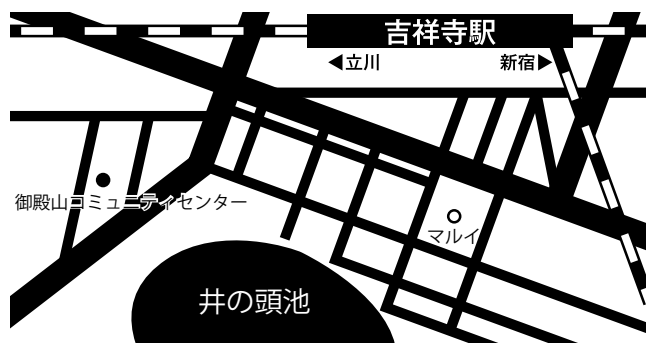 吉祥寺駅
◀立川
新宿▶
御殿山コミュニティセンター
マルイ
井の頭池